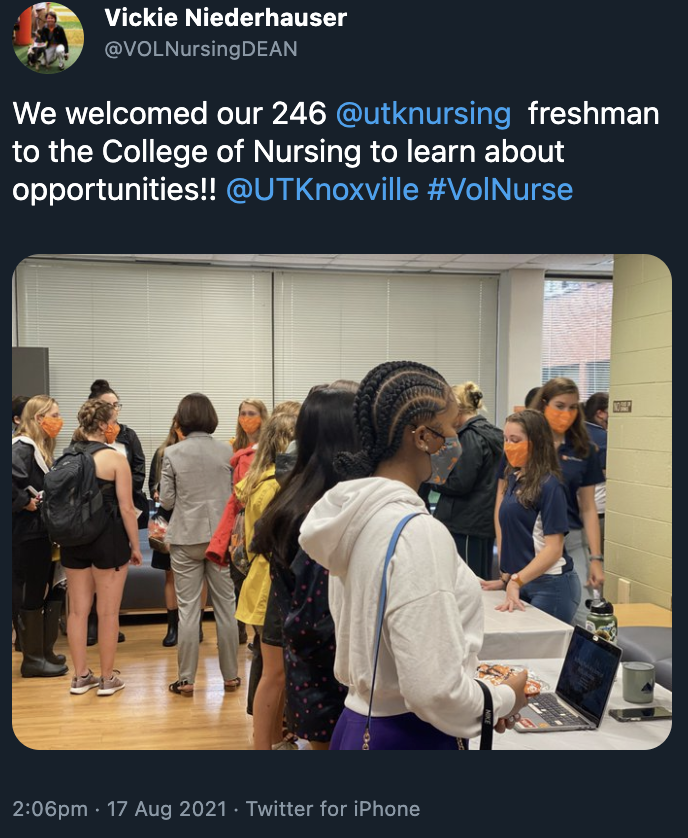 Vickie Niederhauser
@VOLNursingDEAN
We welcomed our 246 @utknursing freshman
to the College of Nursing to learn about
opportunities!! @UTKnoxville #VolNurse
2:06pm · 17 Aug 2021 · Twitter for iPhone